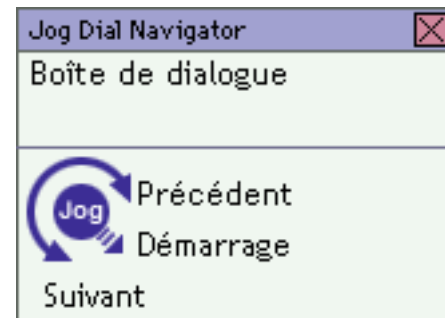 Jog Dial Navigator
Boîte de dialogue
Jog
Précédent
Démarrage
Suivant